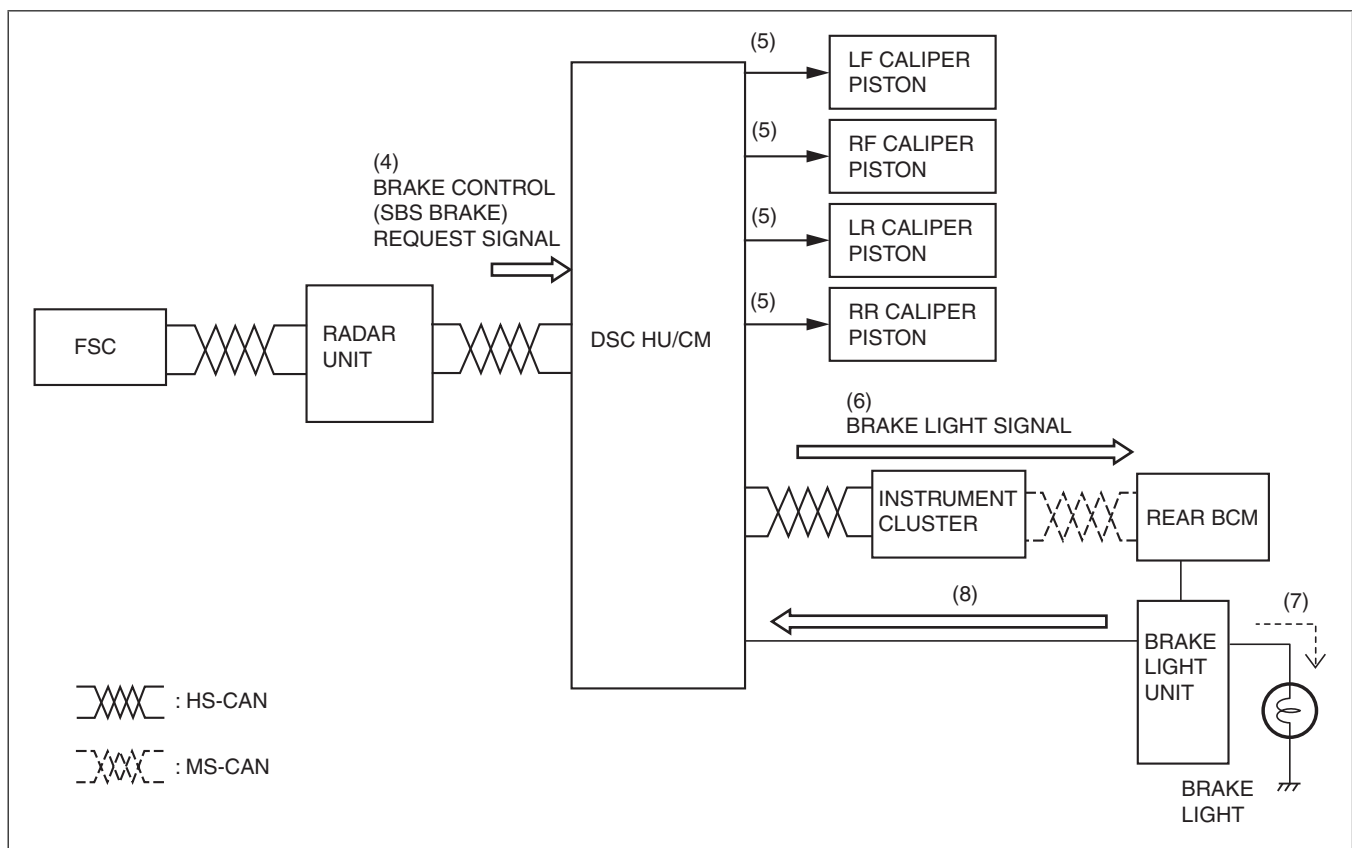 (5)
LF CALIPER
PISTON
(5)
RF CALIPER
PISTON
(4)
BRAKE CONTROL
(SBS BRAKE)
REQUEST SIGNAL
(5)
LR CALIPER
PISTON
(5)
RR CALIPER
PISTON
FSC
RADAR
UNIT
DSC HU/CM
(6)
BRAKE LIGHT SIGNAL
INSTRUMENT
CLUSTER
REAR BCM
(8)
(7)
BRAKE
LIGHT
UNIT
: HS-CAN
: MS-CAN
BRAKE
LIGHT